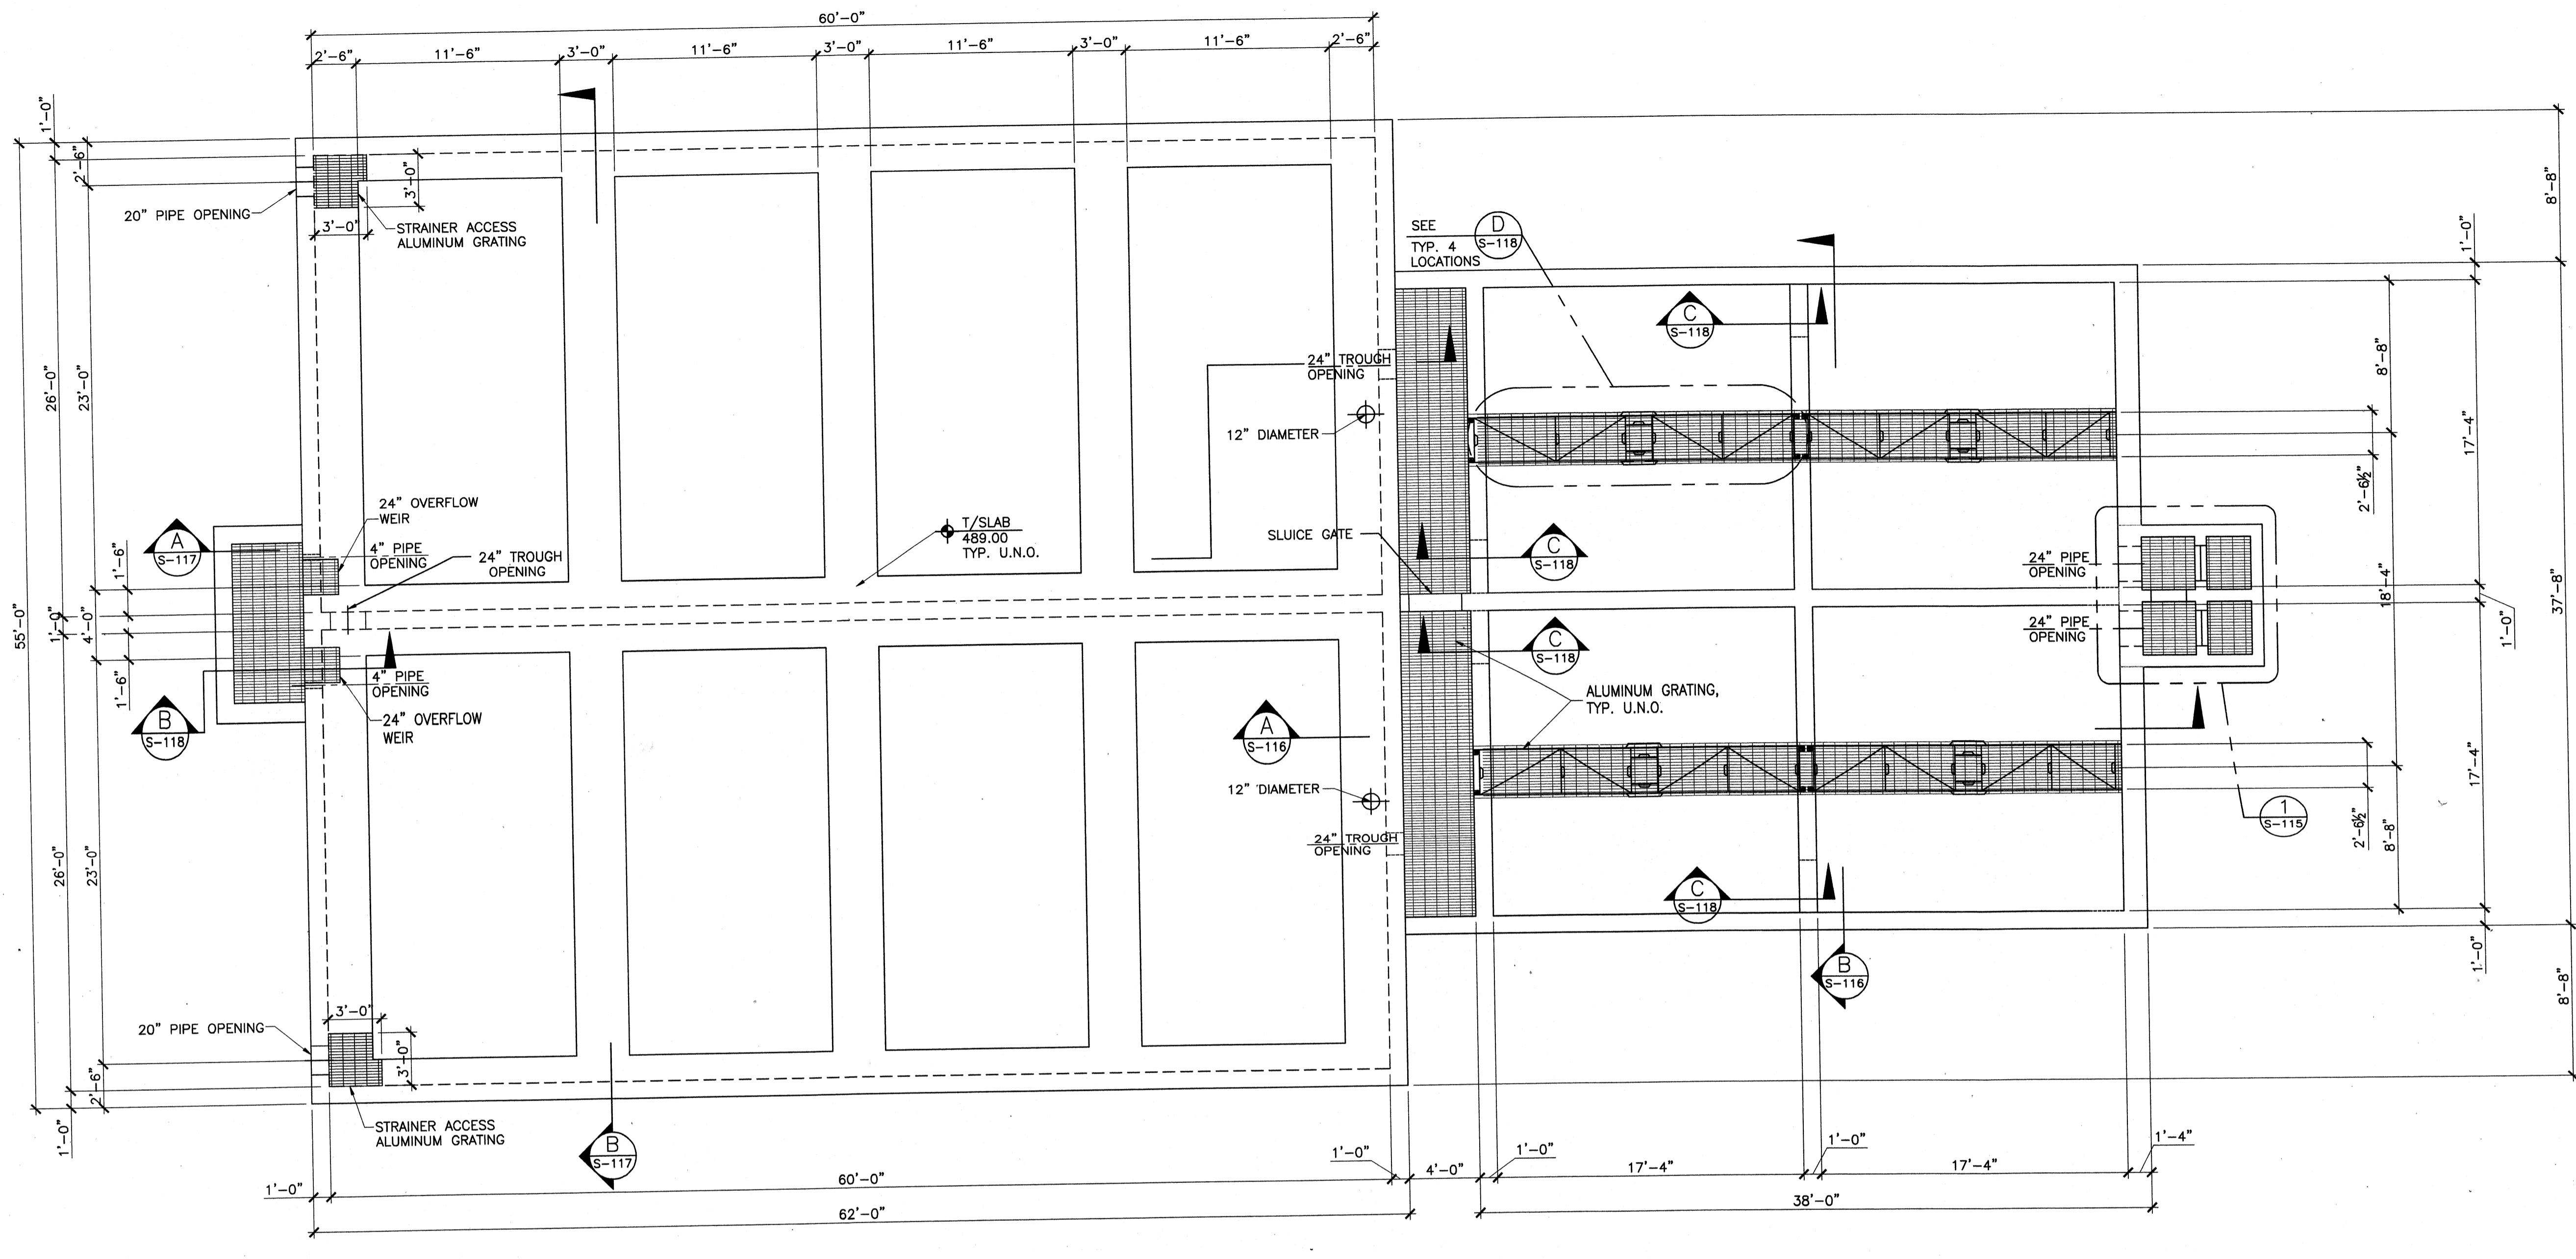 60'-0"
2'-6"
11'-6"
3'-0"
11'-6"
3'-0"
11'-6"
3'-0"
11'-6"
2'-6"
1'-0"
2'-6"
3'-0"
3'-0"
20" PIPE OPENING
STRAINER ACCESS
ALUMINUM GRATING
SEE
TYP. 4
LOCATIONS
D
S-118
C
S-118
8'-8"
1'-0"
55'-0"
26'-0"
23'-0"
24" TROUGH
OPENING
12" DIAMETER
8'-8"
17'-4"
2'-6½"
24" OVERFLOW
WEIR
A
S-117
4" PIPE
OPENING
24" TROUGH
OPENING
T/SLAB
489.00
TYP. U.N.O.
SLUICE GATE
C
S-118
24" PIPE
OPENING
1'-6"
1'-0"
4'-0"
1'-6"
18'-4"
37'-8"
1'-0"
24" PIPE
OPENING
C
S-118
4" PIPE
OPENING
24" OVERFLOW
WEIR
B
S-118
ALUMINUM GRATING,
TYP. U.N.O.
A
S-116
12" DIAMETER
24" TROUGH
OPENING
1
S-115
2'-6½"
8'-8"
17'-4"
26'-0"
23'-0"
C
S-118
1'-0"
8'-8"
B
S-116
3'-0"
3'-0"
20" PIPE OPENING
2'-6"
1'-0"
STRAINER ACCESS
ALUMINUM GRATING
B
S-117
1'-0"
60'-0"
1'-0"
4'-0"
1'-0"
17'-4"
1'-0"
17'-4"
1'-4"
62'-0"
38'-0"